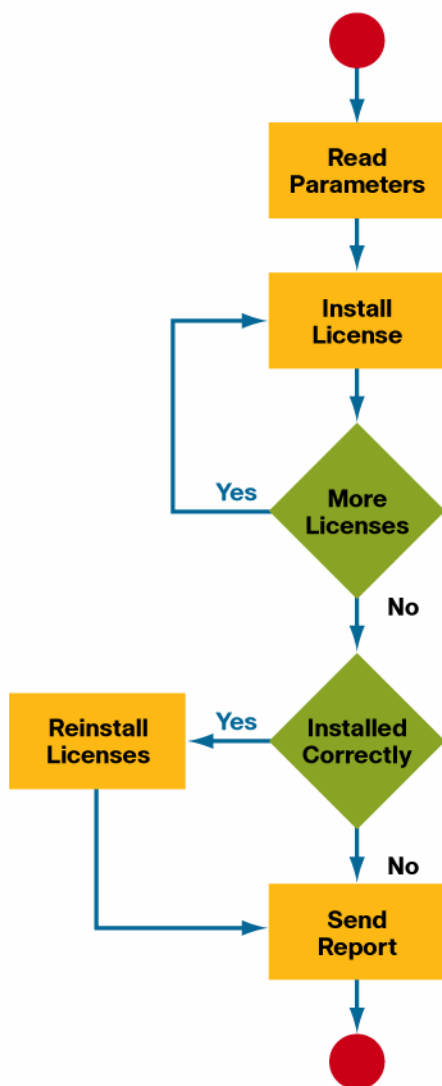 Read
Parameters
Install
License
Yes
More
Licenses
No
Reinstall
Licenses
Yes
Installed
Correctly
No
Send
Report